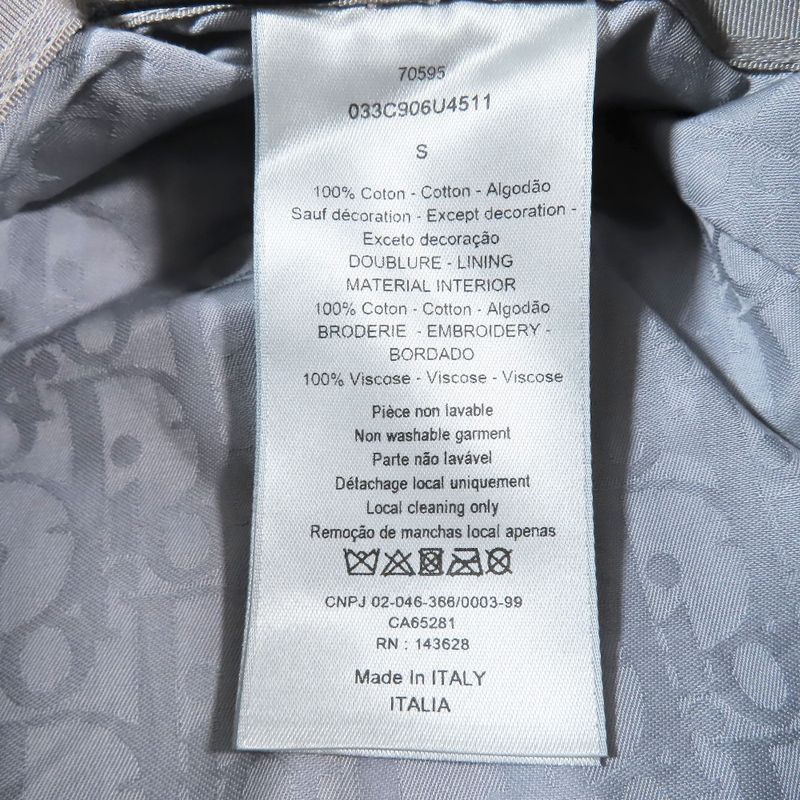 70595
033C906U4511
S
100% Coton - Cotton - Algodão
Sauf décoration - Except decoration -
Exceto decoração
DOUBLURE - LINING
MATERIAL INTERIOR
100% Coton - Cotton - Algodão
BRODERIE - EMBROIDERY -
BORDADO
100% Viscose - Viscose - Viscose
Pièce non lavable
Non washable garment
Parte não lavável
Détachage local uniquement
Local cleaning only
Remoção de manchas local apenas
CNPJ 02-046-366/0003-99
CA65281
RN : 143628
Made In ITALY
ITALIA